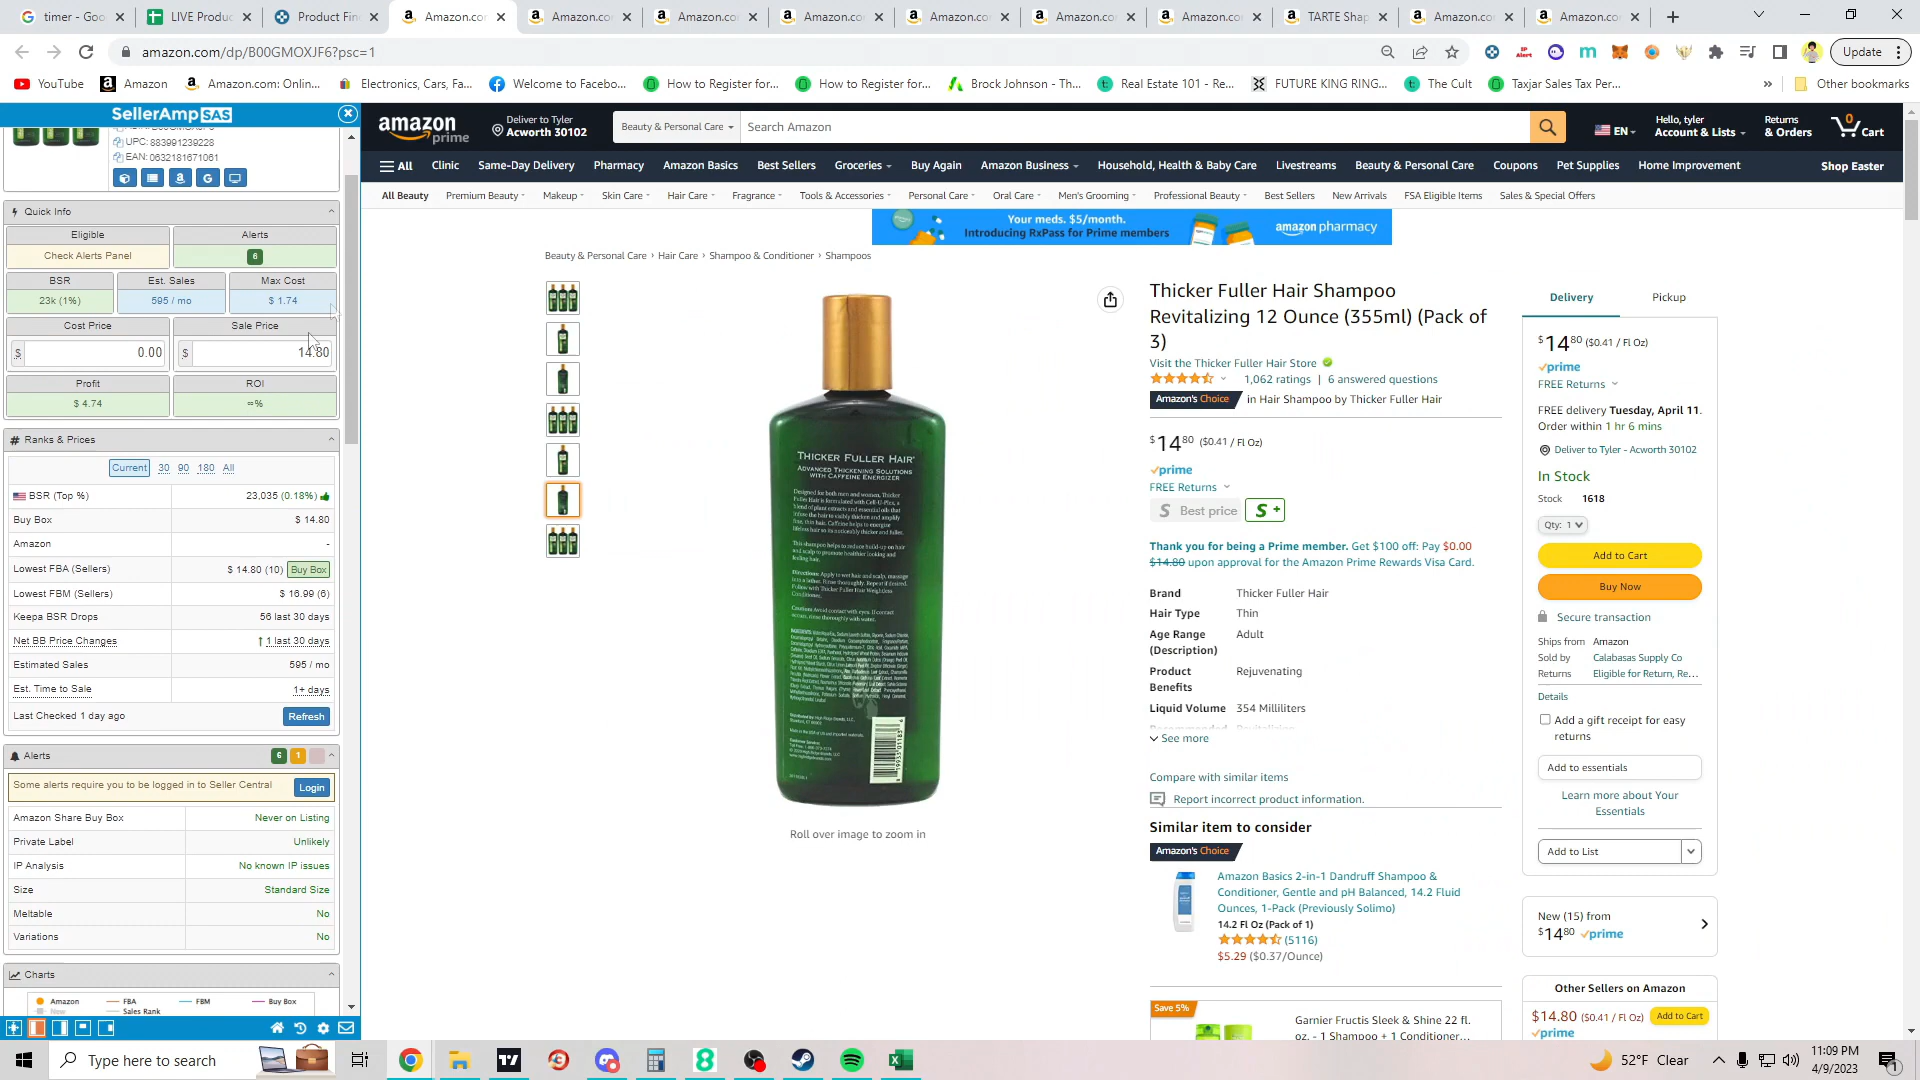 timer - Goo
LIVE Produc
Product Fin
Amazon.co
Amazon.co
Amazon.co
Amazon.co
Amazon.co
Amazon.co
Amazon.co
TARTE Shap
Amazon.co
Amazon.co
amazon.com/dp/B00GMOXJF6?psc=1
Update
YouTube
Amazon
Amazon.com: Onlin...
Electronics, Cars, Fa...
Welcome to Facebo...
How to Register for...
How to Register for...
Brock Johnson - Th...
Real Estate 101 - Re...
FUTURE KING RING...
The Cult
Taxjar Sales Tax Per...
Other bookmarks
SellerAmp SAS
UPC: 883991239228
EAN: 0632181671061
Quick Info
Eligible
Alerts
Check Alerts Panel
6
BSR
Est. Sales
Max Cost
23k (1%)
595 / mo
$ 1.74
Cost Price
Sale Price
$ 0.00
$ 14.80
Profit
ROI
$ 4.74
∞%
# Ranks & Prices
Current 30 90 180 All
BSR (Top %) 23,035 (0.18%)
Buy Box $ 14.80
Amazon -
Lowest FBA (Sellers) $ 14.80 (10) Buy Box
Lowest FBM (Sellers) $ 16.99 (6)
Keepa BSR Drops 56 last 30 days
Net BB Price Changes ↑ 1 last 30 days
Estimated Sales 595 / mo
Est. Time to Sale 1+ days
Last Checked 1 day ago Refresh
Alerts 6 1
Some alerts require you to be logged in to Seller Central Login
Amazon Share Buy Box Never on Listing
Private Label Unlikely
IP Analysis No known IP issues
Size Standard Size
Meltable No
Variations No
Charts
Amazon FBA FBM Buy Box
New Sales Rank
amazon prime
Deliver to Tyler
Acworth 30102
Beauty & Personal Care
Search Amazon
EN
Hello, tyler
Account & Lists
Returns
& Orders
0
Cart
All
Clinic
Same-Day Delivery
Pharmacy
Amazon Basics
Best Sellers
Groceries
Buy Again
Amazon Business
Household, Health & Baby Care
Livestreams
Beauty & Personal Care
Coupons
Pet Supplies
Home Improvement
Shop Easter
All Beauty
Premium Beauty
Makeup
Skin Care
Hair Care
Fragrance
Tools & Accessories
Personal Care
Oral Care
Men's Grooming
Professional Beauty
Best Sellers
New Arrivals
FSA Eligible Items
Sales & Special Offers
Your meds. $5/month.
Introducing RxPass for Prime members
amazon pharmacy
Beauty & Personal Care › Hair Care › Shampoo & Conditioner › Shampoos
THICKER FULLER HAIR
ADVANCED THICKENING SOLUTIONS
WITH CAFFEINE ENERGIZER
Roll over image to zoom in
Thicker Fuller Hair Shampoo
Revitalizing 12 Ounce (355ml) (Pack of
3)
Visit the Thicker Fuller Hair Store
1,062 ratings | 6 answered questions
Amazon's Choice in Hair Shampoo by Thicker Fuller Hair
$14 80 ($0.41 / Fl Oz)
prime
FREE Returns
S Best price
S +
Thank you for being a Prime member. Get $100 off: Pay $0.00
$14.80 upon approval for the Amazon Prime Rewards Visa Card.
Brand Thicker Fuller Hair
Hair Type Thin
Age Range Adult
(Description)
Product Rejuvenating
Benefits
Liquid Volume 354 Milliliters
See more
Compare with similar items
Report incorrect product information.
Similar item to consider
Amazon's Choice
Amazon Basics 2-in-1 Dandruff Shampoo &
Conditioner, Gentle and pH Balanced, 14.2 Fluid
Ounces, 1-Pack (Previously Solimo)
14.2 Fl Oz (Pack of 1)
(5116)
$5.29 ($0.37/Ounce)
Save 5%
Garnier Fructis Sleek & Shine 22 fl.
oz. - 1 Shampoo + 1 Conditioner...
Delivery
Pickup
$14 80 ($0.41 / Fl Oz)
prime
FREE Returns
FREE delivery Tuesday, April 11.
Order within 1 hr 6 mins
Deliver to Tyler - Acworth 30102
In Stock
Stock 1618
Qty: 1
Add to Cart
Buy Now
Secure transaction
Ships from Amazon
Sold by Calabasas Supply Co
Returns Eligible for Return, Re...
Details
Add a gift receipt for easy
returns
Add to essentials
Learn more about Your
Essentials
Add to List
New (15) from
$14 80 prime
Other Sellers on Amazon
$14.80 ($0.41 / Fl Oz) Add to Cart
prime
Type here to search
52°F Clear
11:09 PM
4/9/2023
1